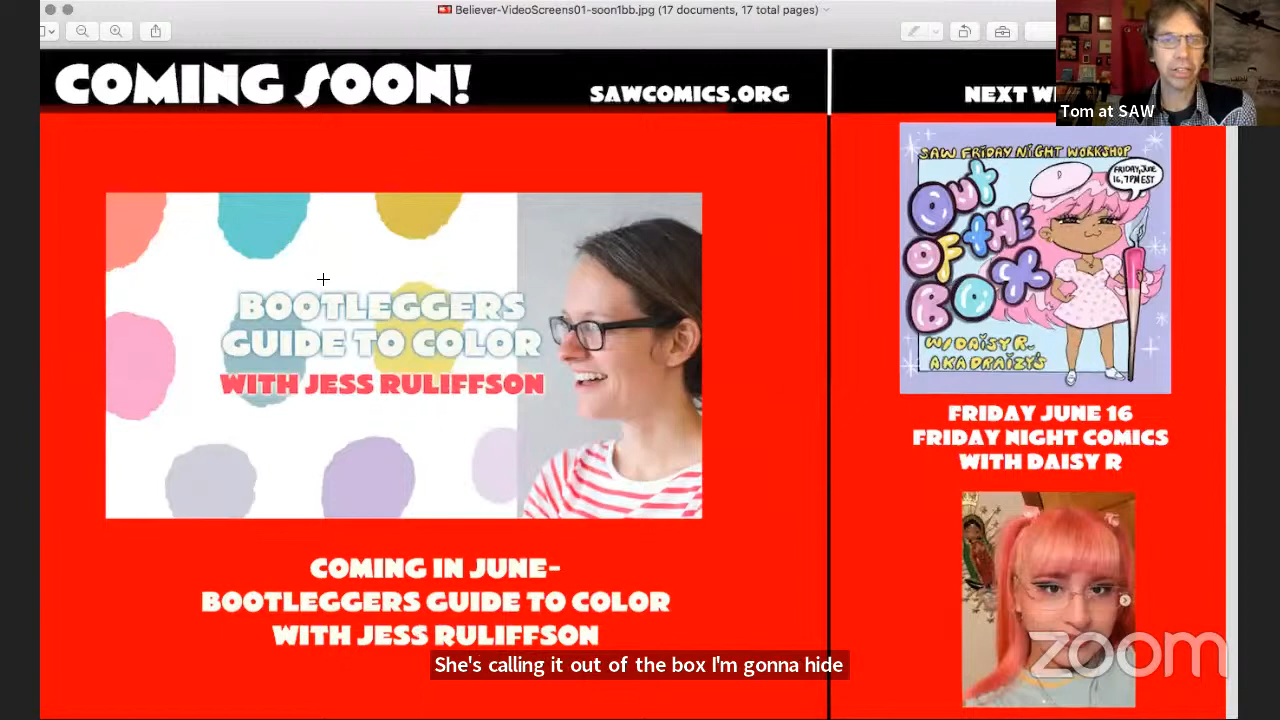 Believer-VideoScreens01-soon1bb.jpg (17 documents, 17 total pages)
COMING SOON!
SAWCOMICS.ORG
NEXT W
Tom at SAW
SAW FRIDAY NIGHT WORKSHOP
FRIDAY, JUNE
16, 7PM EST
OUT
OF THE
BOX
W/ DAISY R.
AKA DRAIZY'S
BOOTLEGGERS
GUIDE TO COLOR
WITH JESS RULIFFSON
FRIDAY JUNE 16
FRIDAY NIGHT COMICS
WITH DAISY R
COMING IN JUNE-
BOOTLEGGERS GUIDE TO COLOR
WITH JESS RULIFFSON
She's calling it out of the box I'm gonna hide
zoom